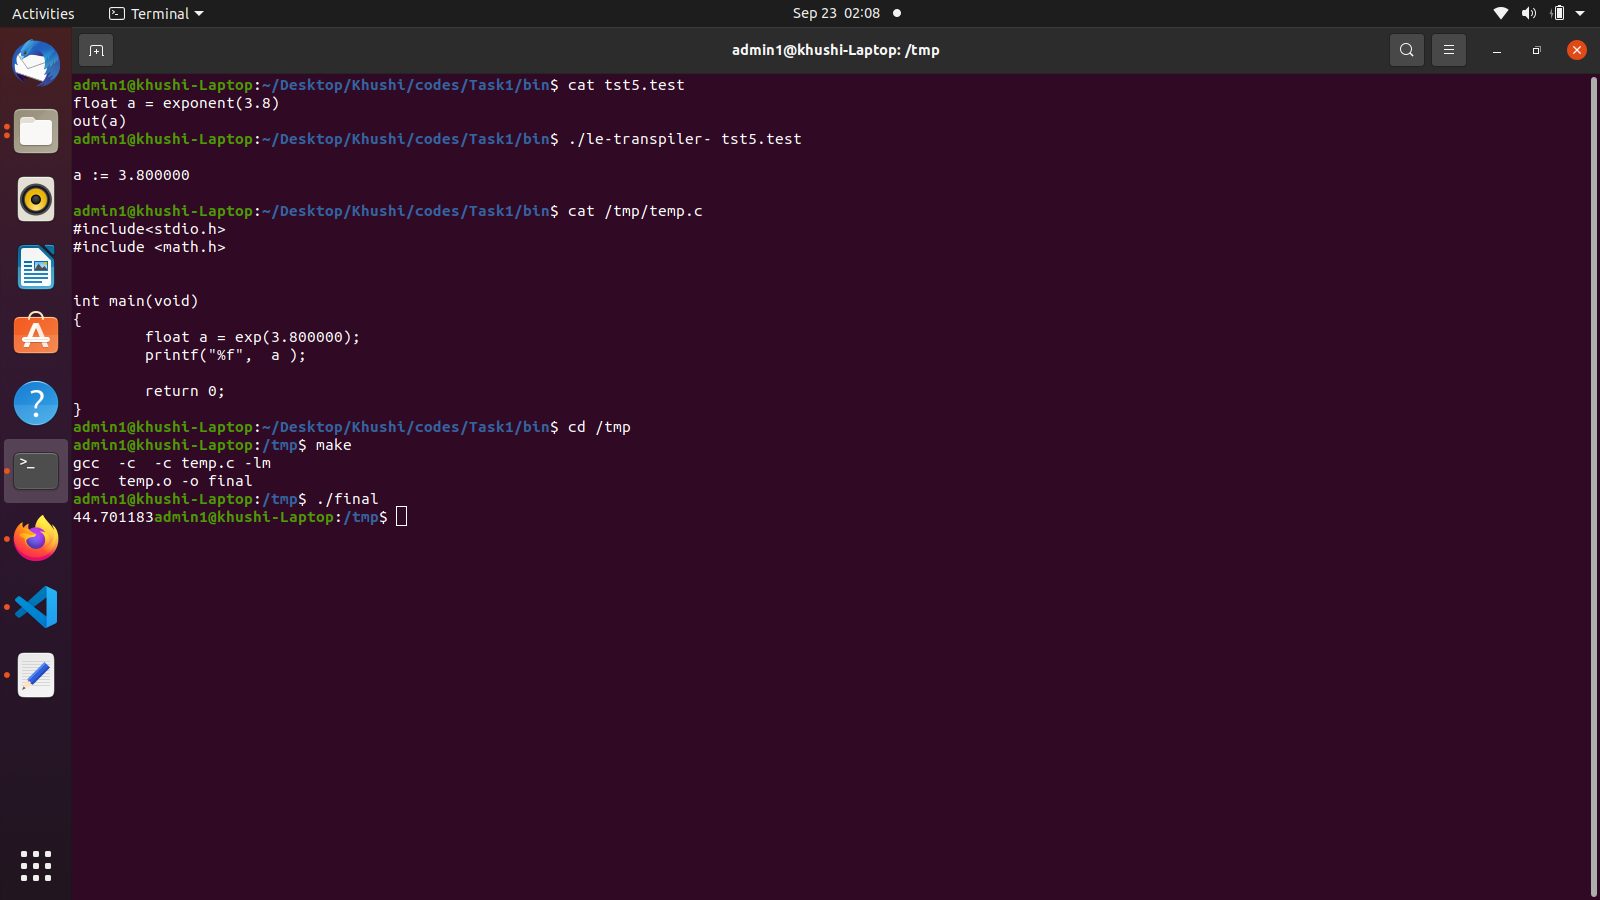 Activities
Terminal
Sep 23 02:08
admin1@khushi-Laptop: /tmp
admin1@khushi-Laptop:~/Desktop/Khushi/codes/Task1/bin$ cat tst5.test
float a = exponent(3.8)
out(a)
admin1@khushi-Laptop:~/Desktop/Khushi/codes/Task1/bin$ ./le-transpiler- tst5.test
a := 3.800000
admin1@khushi-Laptop:~/Desktop/Khushi/codes/Task1/bin$ cat /tmp/temp.c
#include<stdio.h>
#include <math.h>
int main(void)
{
float a = exp(3.800000);
printf("%f",  a );
return 0;
}
admin1@khushi-Laptop:~/Desktop/Khushi/codes/Task1/bin$ cd /tmp
admin1@khushi-Laptop:/tmp$ make
gcc  -c  -c temp.c -lm
gcc  temp.o -o final
admin1@khushi-Laptop:/tmp$ ./final
44.701183admin1@khushi-Laptop:/tmp$